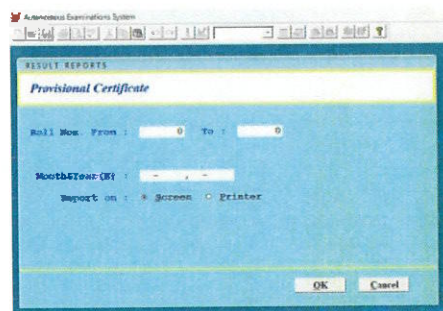 Autonomous Examinations System
RESULT REPORTS
Provisional Certificate
Roll Nos. From : 0 To : 0
Month&Year(N) : - , -
Report on : Screen Printer
OK Cancel